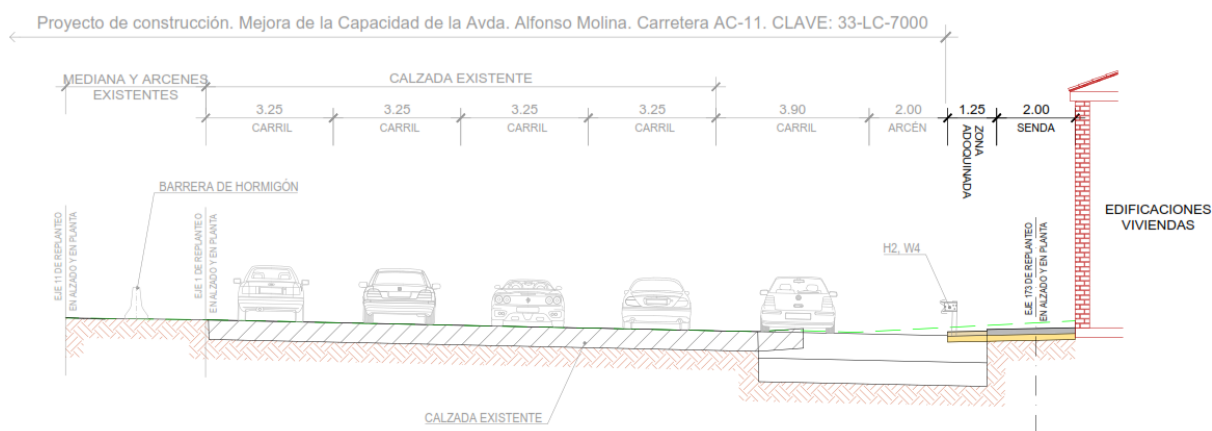 Proyecto de construcción. Mejora de la Capacidad de la Avda. Alfonso Molina. Carretera AC-11. CLAVE: 33-LC-7000
MEDIANA Y ARCENES
EXISTENTES
CALZADA EXISTENTE
3.25
CARRIL
3.25
CARRIL
3.25
CARRIL
3.25
CARRIL
3.90
CARRIL
2.00
ARCÉN
1.25
ZONA
ADOQUINADA
2.00
SENDA
BARRERA DE HORMIGÓN
EJE 11 DE REPLANTEO
EN ALZADO Y EN PLANTA
EJE 1 DE REPLANTEO
EN ALZADO Y EN PLANTA
H2, W4
EJE 173 DE REPLANTEO
EN ALZADO Y EN PLANTA
EDIFICACIONES
VIVIENDAS
CALZADA EXISTENTE